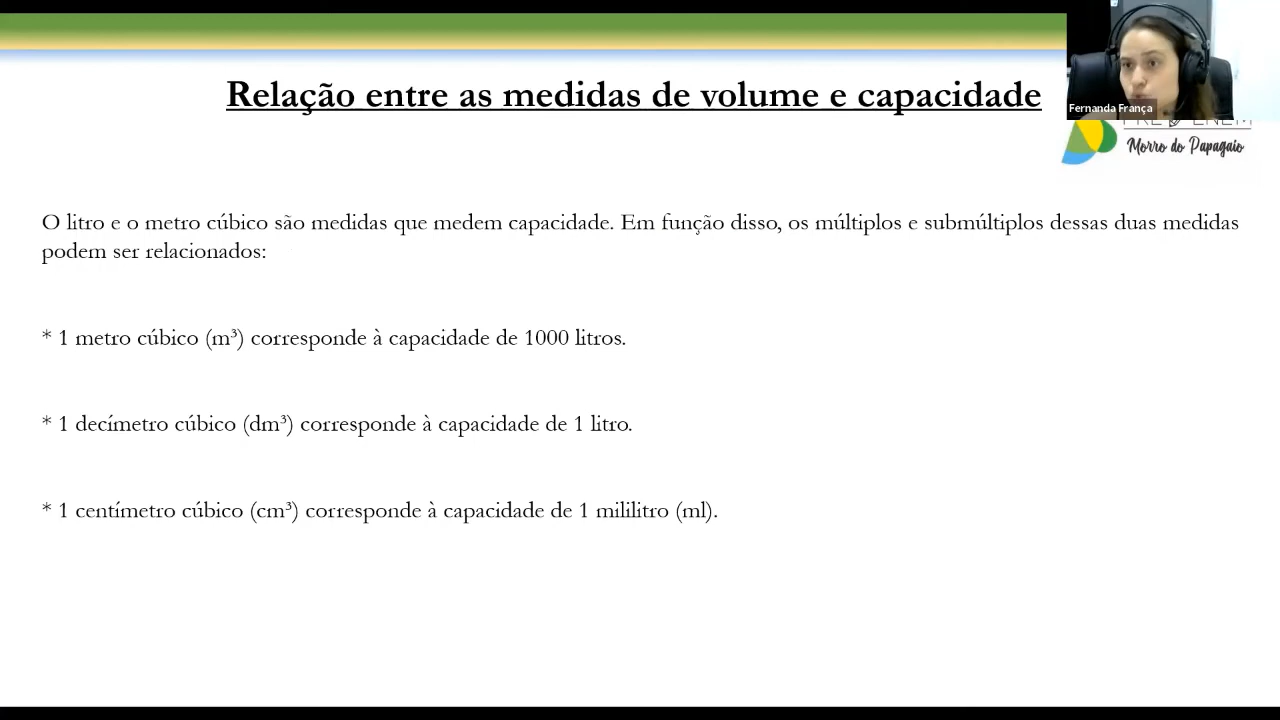 Relação entre as medidas de volume e capacidade
Fernanda França
PRÉ ENEM
Morro do Papagaio
O litro e o metro cúbico são medidas que medem capacidade. Em função disso, os múltiplos e submúltiplos dessas duas medidas
podem ser relacionados:
* 1 metro cúbico (m³) corresponde à capacidade de 1000 litros.
* 1 decímetro cúbico (dm³) corresponde à capacidade de 1 litro.
* 1 centímetro cúbico (cm³) corresponde à capacidade de 1 mililitro (ml).